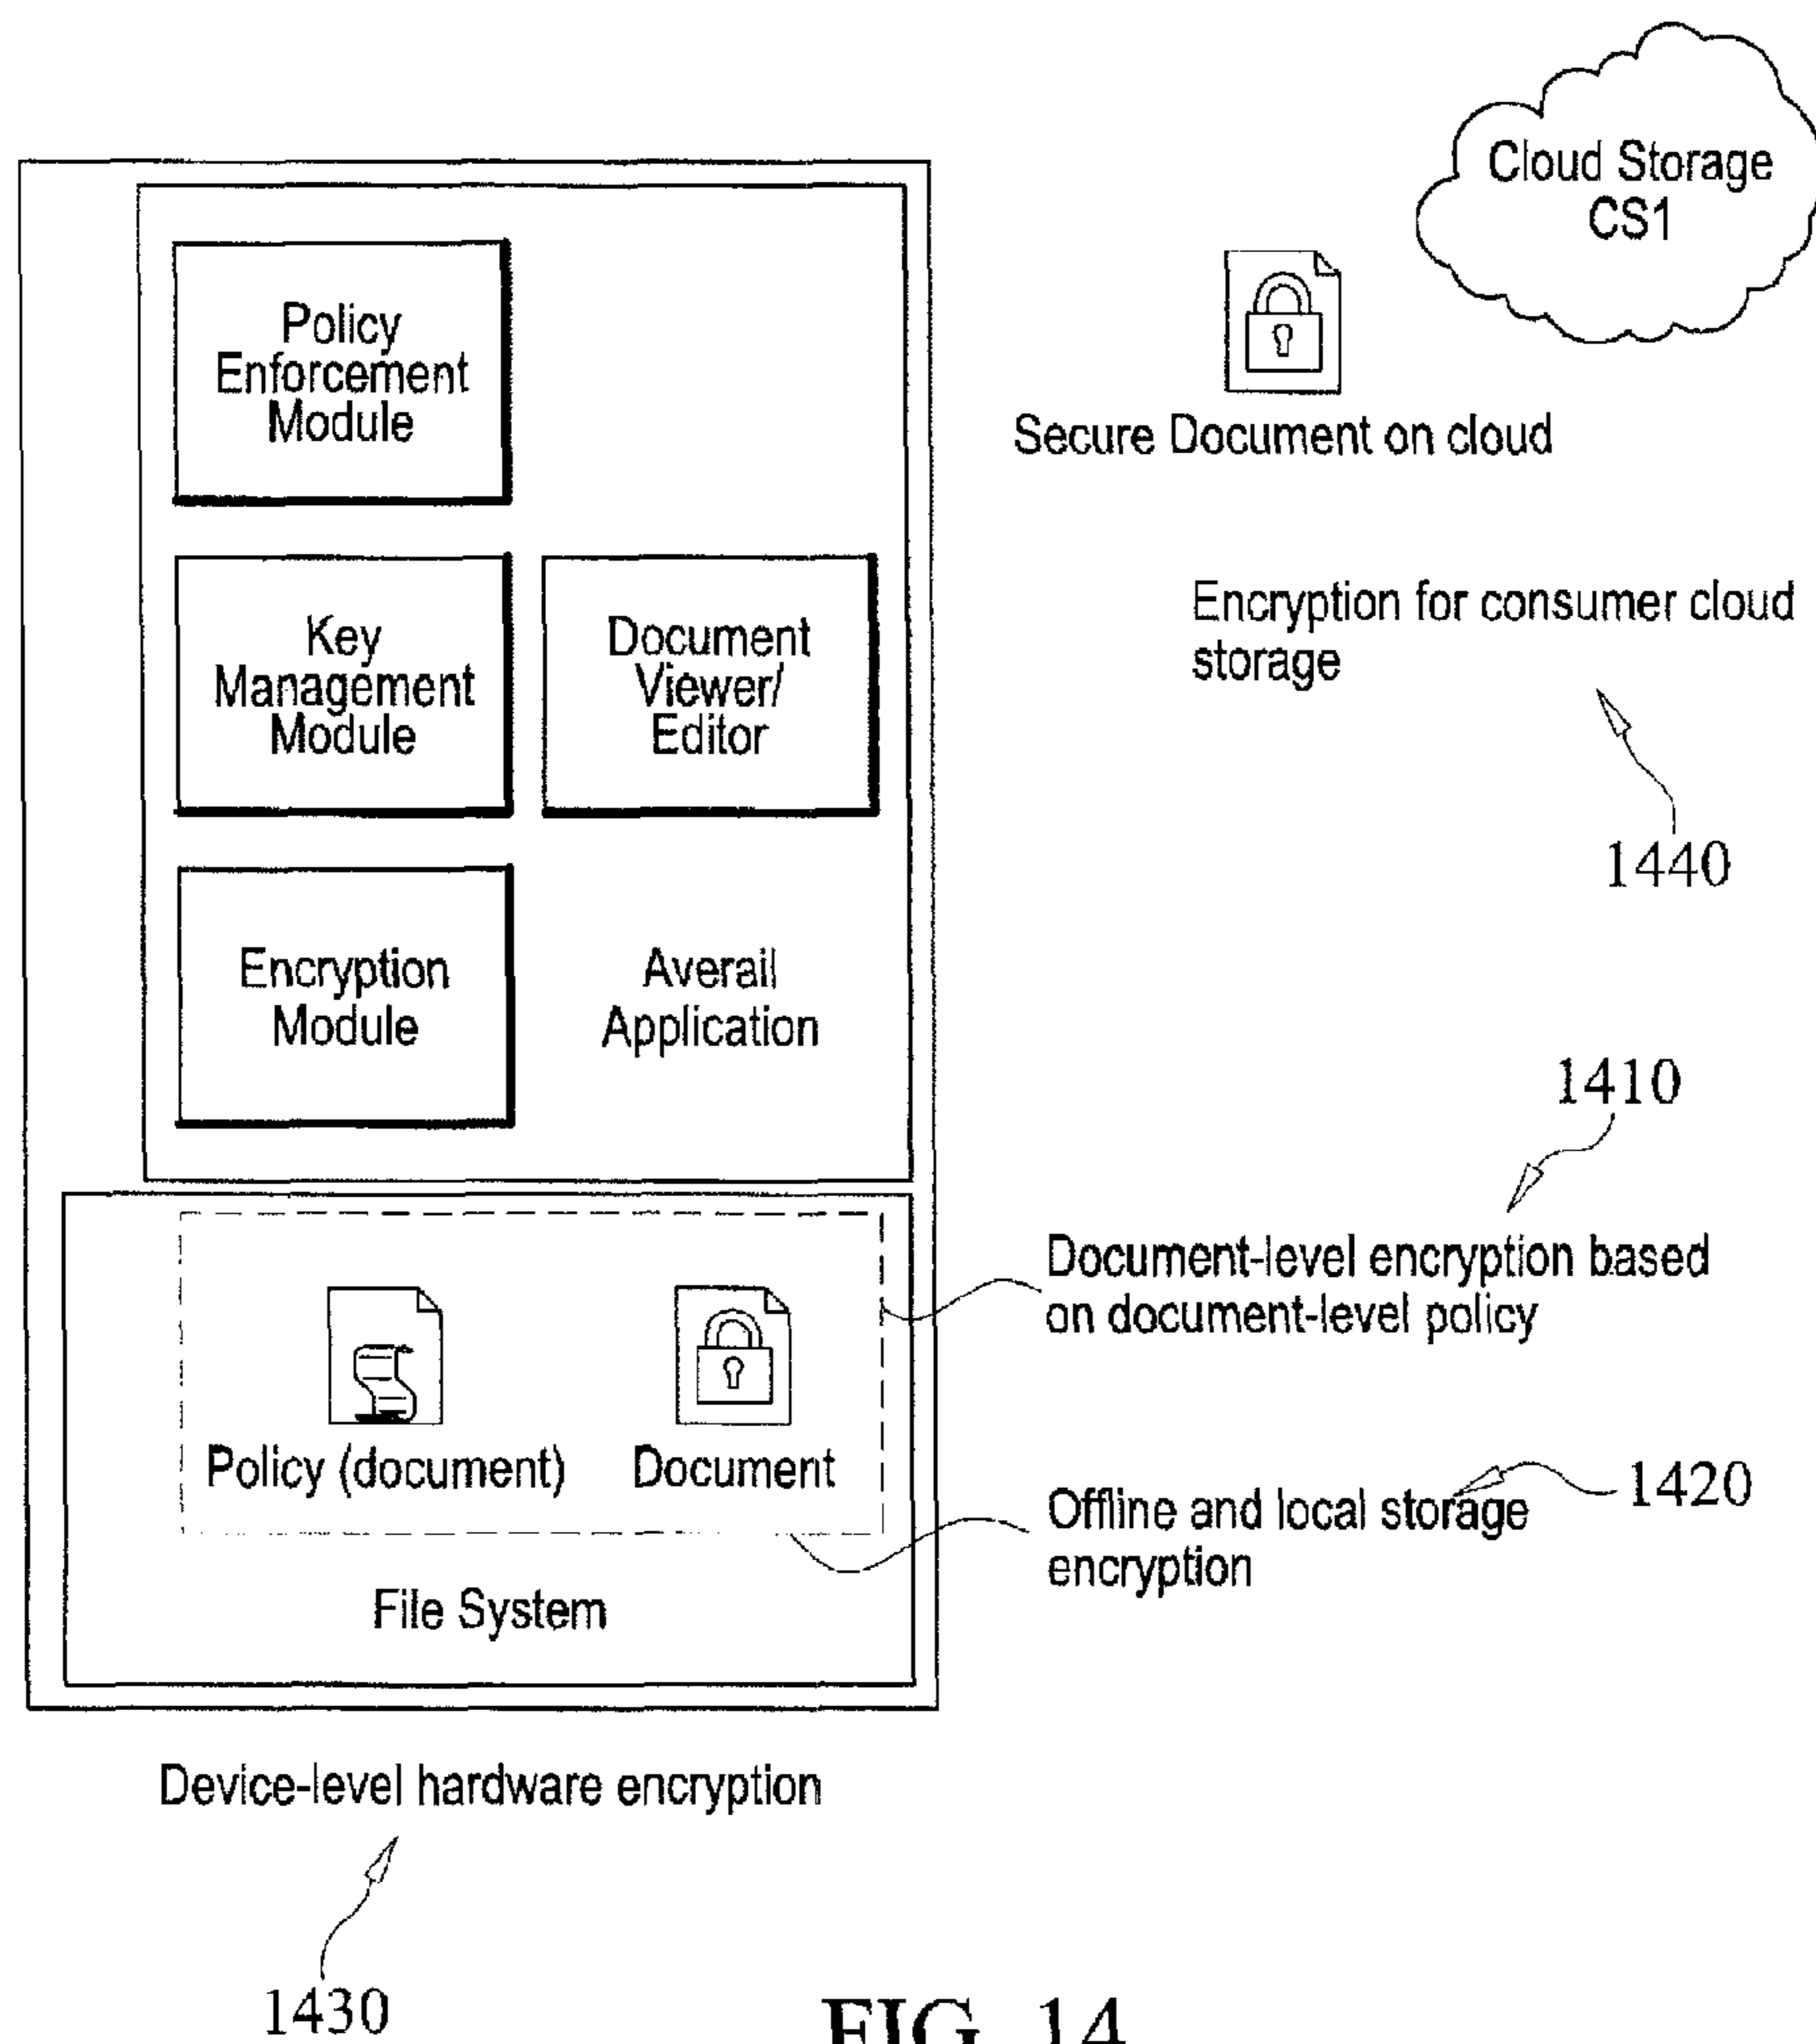 Cloud Storage
CS1
Policy
Enforcement
Module
Secure Document on cloud
Key
Management
Module
Document
Viewer/
Editor
Encryption for consumer cloud
storage
1440
Encryption
Module
Averail
Application
1410
Document-level encryption based
on document-level policy
Policy (document)
Document
1420
Offline and local storage
encryption
File System
Device-level hardware encryption
1430
FIG. 14